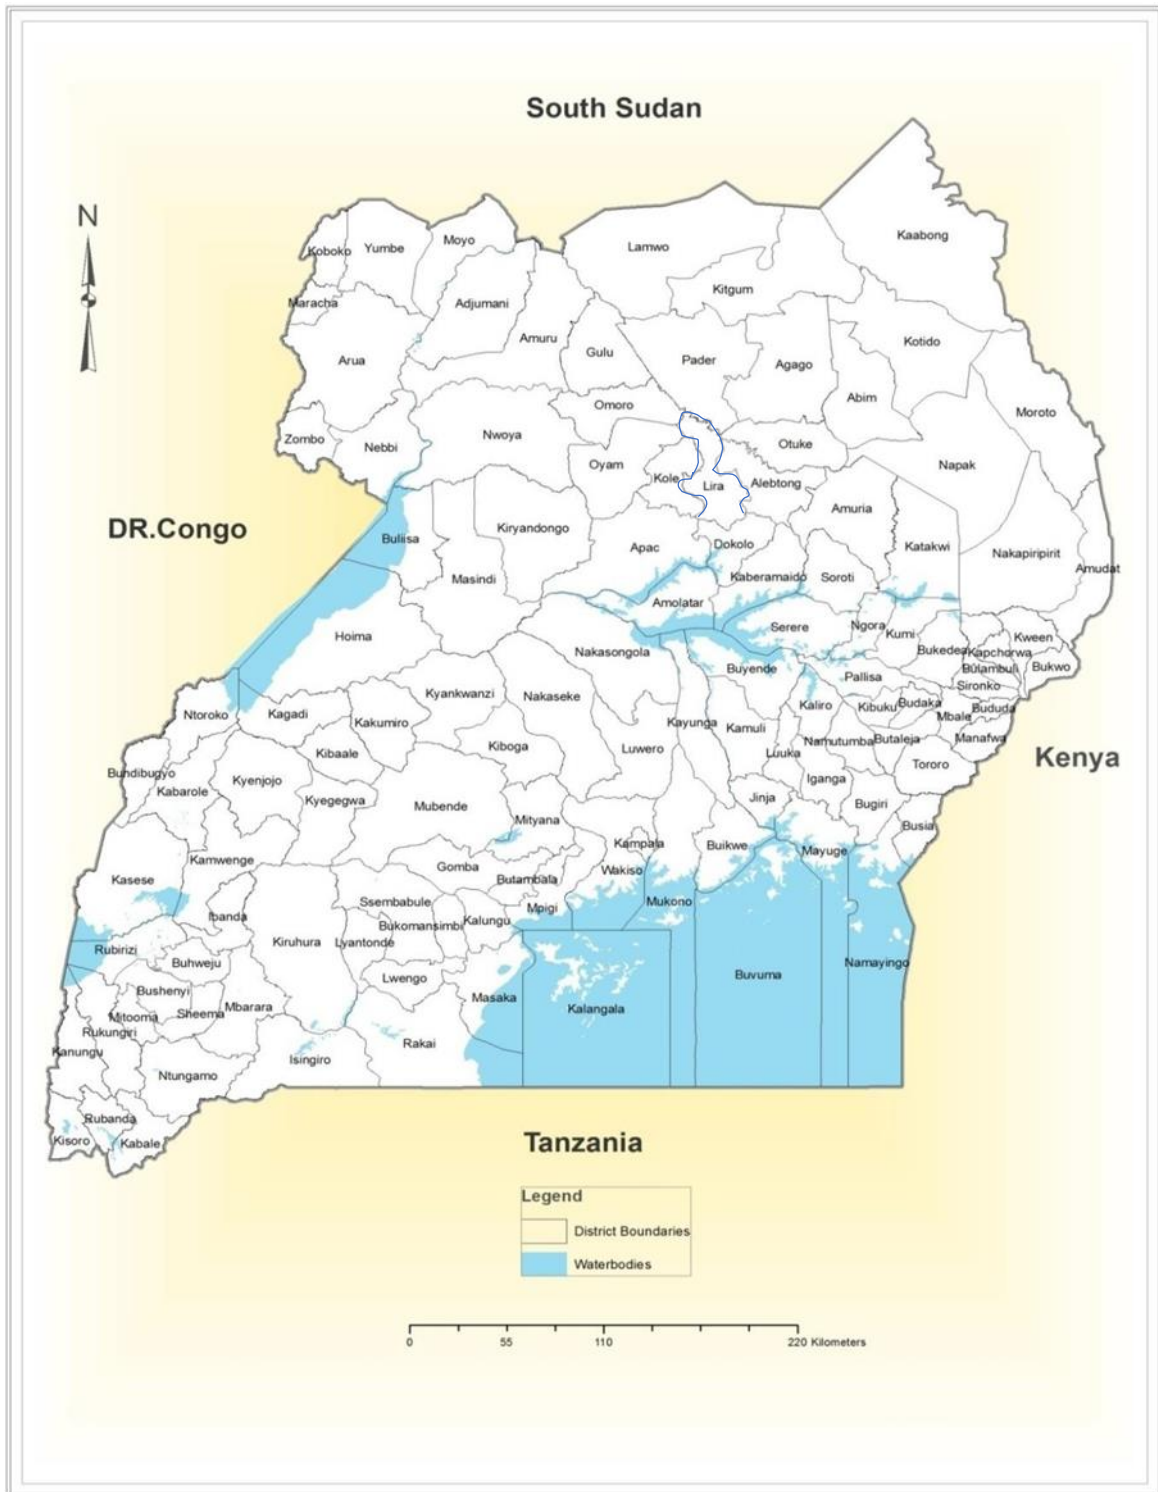 South Sudan
N
Kaabong
Moyo
Koboko
Yumbe
Lamwo
Kitgum
Maracha
Adjumani
Amuru
Kotido
Gulu
Arua
Pader
Agago
Abim
Omoro
Moroto
Zombo
Nebbi
Nwoya
Otuke
Oyam
Napak
Kole
Lira
Alebtong
Amuria
DR.Congo
Kiryandongo
Buliisa
Apac
Dokolo
Katakwi
Nakapiripirit
Amudat
Masindi
Kaberamaido
Soroti
Amolatar
Hoima
Serere
Ngora
Kumi
Kween
Nakasongola
Bukedea
Kapchorwa
Buyende
Bulambuli
Bukwo
Pallisa
Sironko
Kyankwanzi
Nakaseke
Ntoroko
Kagadi
Kakumiro
Kaliro
Kibuku
Budaka
Bududa
Mbale
Kayunga
Kamuli
Kibaale
Kiboga
Luwero
Luuka
Namutumba
Butaleja
Manafwa
Kenya
Bundibugyo
Kyenjojo
Tororo
Kabarole
Kyegegwa
Iganga
Mubende
Jinja
Bugiri
Mityana
Busia
Kampala
Buikwe
Mayuge
Kamwenge
Gomba
Wakiso
Kasese
Butambala
Ssembabule
Mukono
Ibanda
Mpigi
Bukomansimbi
Kalungu
Kiruhura
Lyantonde
Rubirizi
Buhweju
Namayingo
Lwengo
Buvuma
Bushenyi
Masaka
Mbarara
Kalangala
Mitooma
Sheema
Rukungiri
Rakai
Kanungu
Isingiro
Ntungamo
Rubanda
Kisoro
Kabale
Tanzania
Legend
District Boundaries
Waterbodies
0 55 110 220 Kilometers